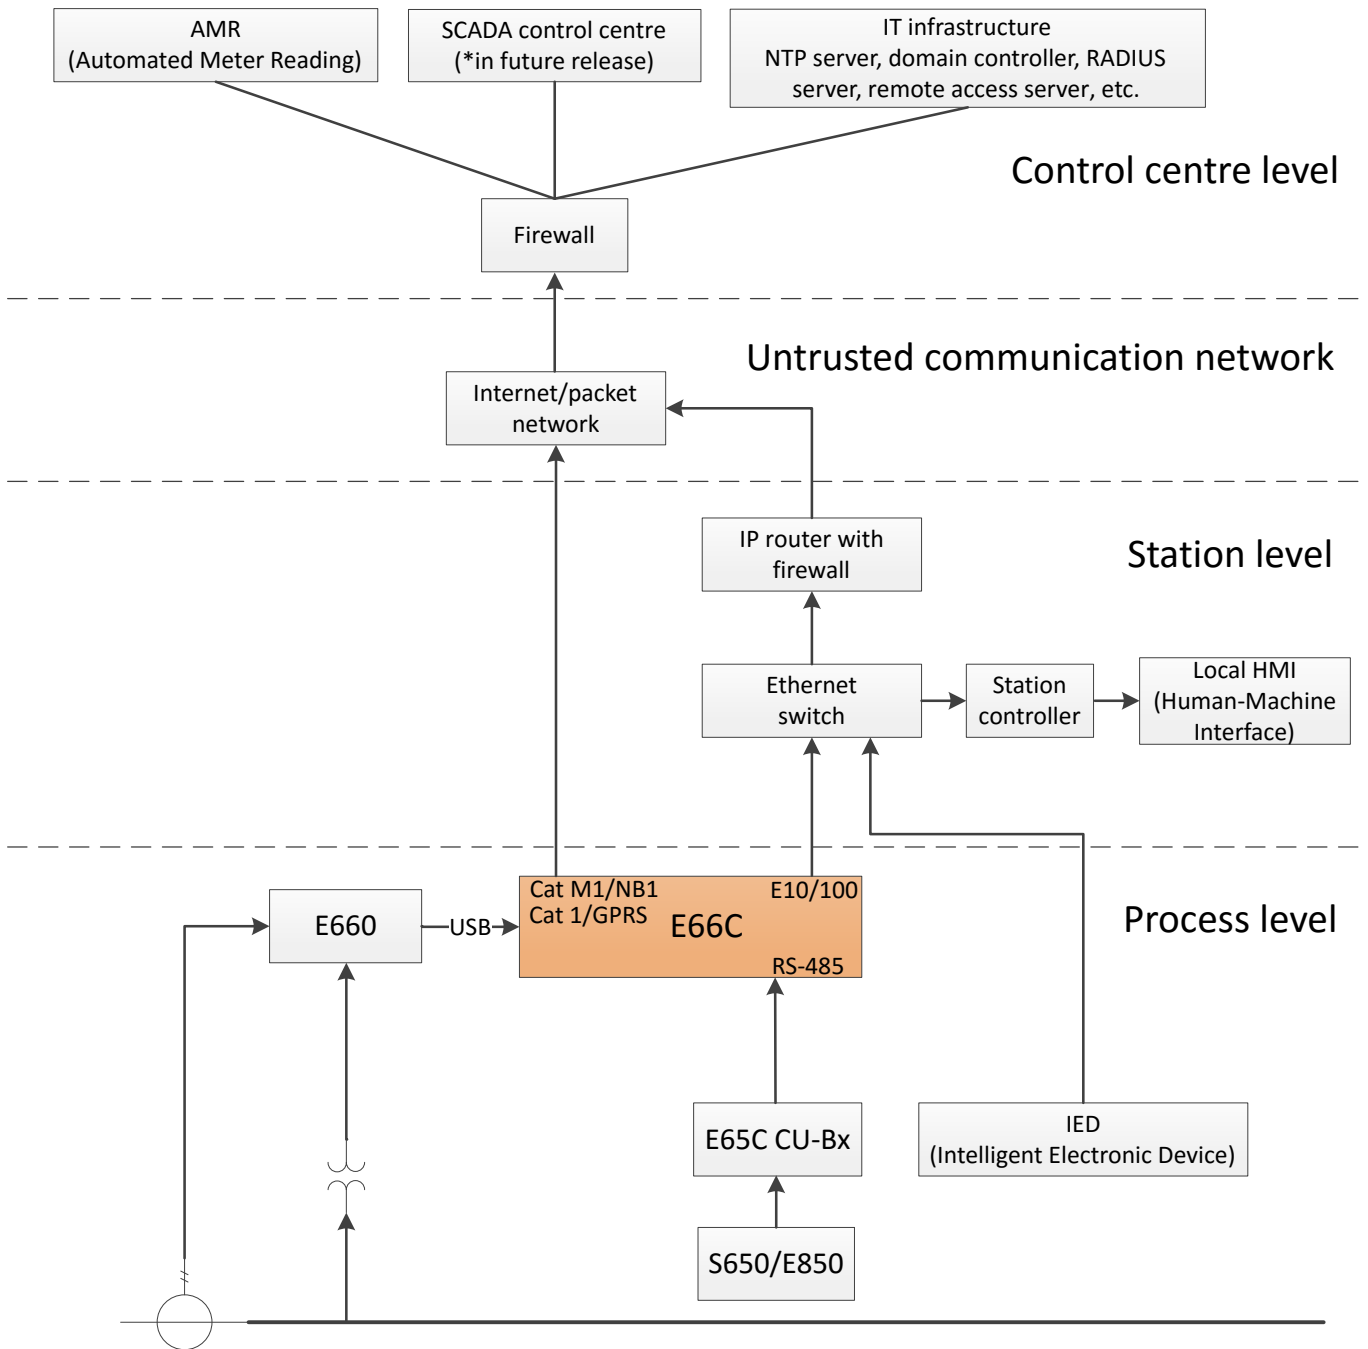 AMR
(Automated Meter Reading)
SCADA control centre
(*in future release)
IT infrastructure
NTP server, domain controller, RADIUS
server, remote access server, etc.
Control centre level
Firewall
Untrusted communication network
Internet/packet
network
IP router with
firewall
Station level
Ethernet
switch
Station
controller
Local HMI
(Human-Machine
Interface)
Cat M1/NB1
Cat 1/GPRS
E10/100
E66C
RS-485
E660
USB
Process level
E65C CU-Bx
IED
(Intelligent Electronic Device)
S650/E850